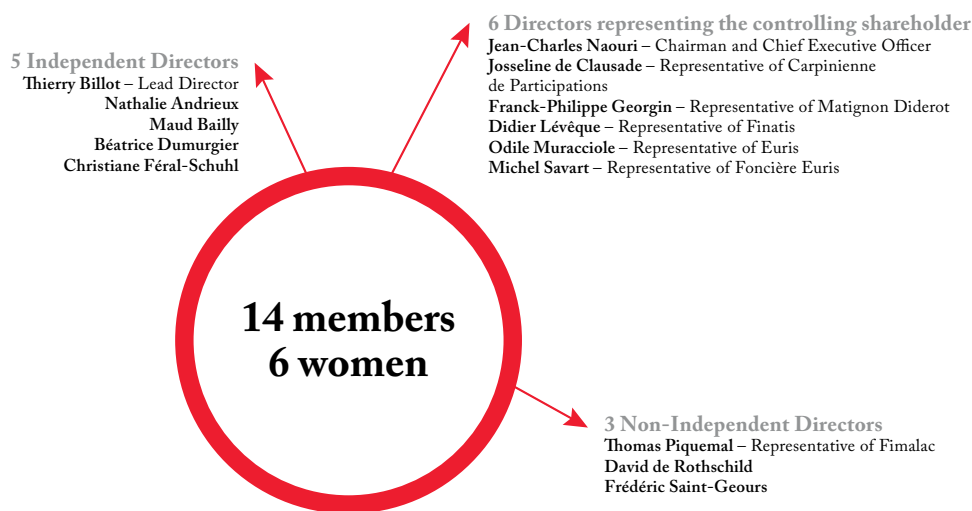 5 Independent Directors
Thierry Billot – Lead Director
Nathalie Andrieux
Maud Bailly
Béatrice Dumurgier
Christiane Féral-Schuhl
6 Directors representing the controlling shareholder
Jean-Charles Naouri – Chairman and Chief Executive Officer
Josseline de Clausade – Representative of Carpinienne
de Participations
Franck-Philippe Georgin – Representative of Matignon Diderot
Didier Lévêque – Representative of Finatis
Odile Muracciole – Representative of Euris
Michel Savart – Representative of Foncière Euris
14 members
6 women
3 Non-Independent Directors
Thomas Piquemal – Representative of Fimalac
David de Rothschild
Frédéric Saint-Geours